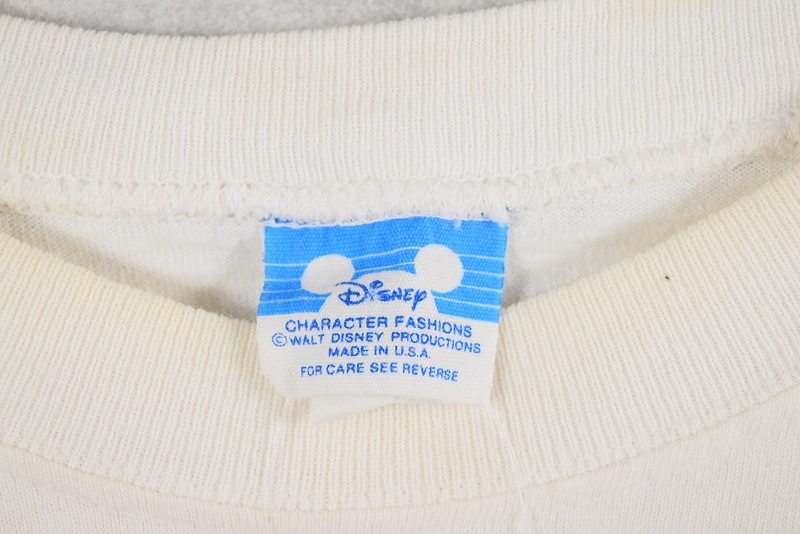 Disney
CHARACTER FASHIONS
© WALT DISNEY PRODUCTIONS
MADE IN U.S.A.
FOR CARE SEE REVERSE